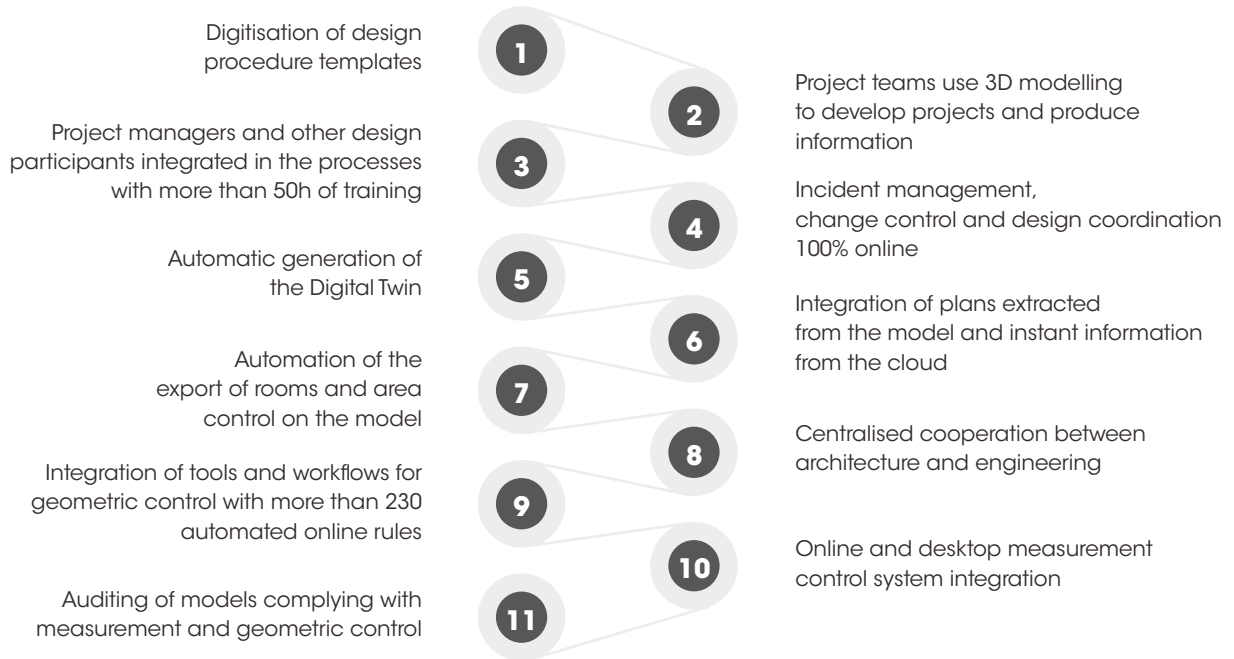 1
Digitisation of design
procedure templates
2
Project teams use 3D modelling
to develop projects and produce
information
3
Project managers and other design
participants integrated in the processes
with more than 50h of training
4
Incident management,
change control and design coordination
100% online
5
Automatic generation of
the Digital Twin
6
Integration of plans extracted
from the model and instant information
from the cloud
7
Automation of the
export of rooms and area
control on the model
8
Centralised cooperation between
architecture and engineering
9
Integration of tools and workflows for
geometric control with more than 230
automated online rules
10
Online and desktop measurement
control system integration
11
Auditing of models complying with
measurement and geometric control